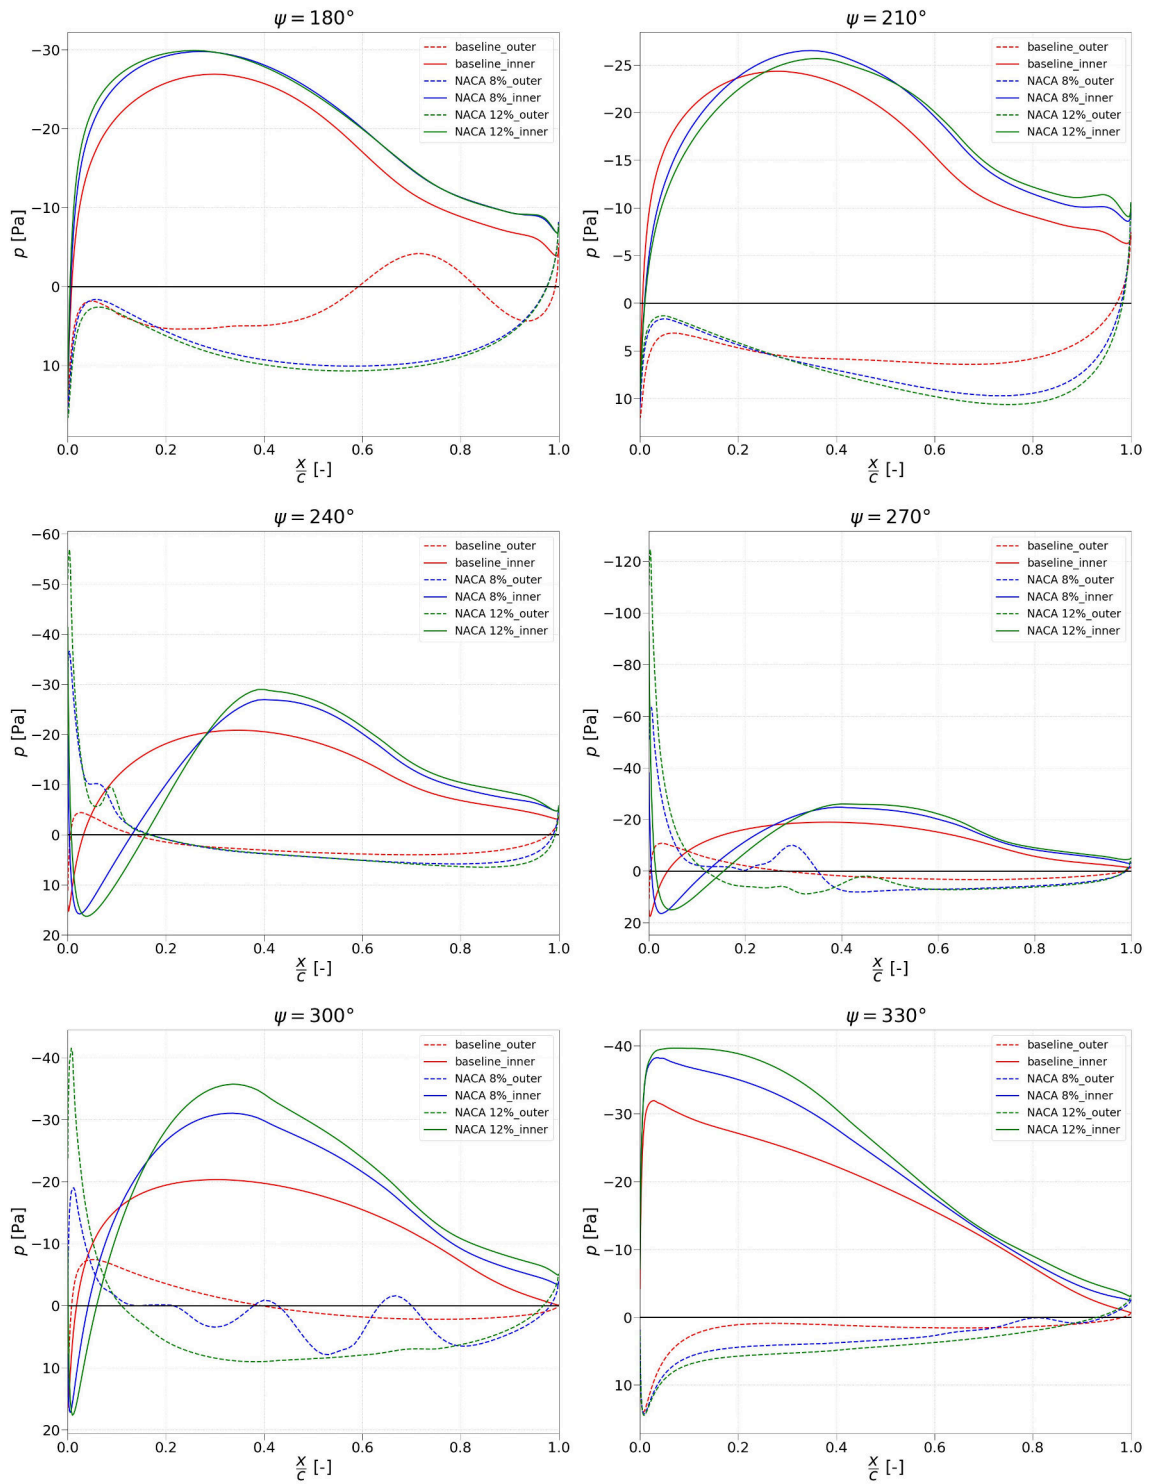 ψ = 180°
baseline_outer
baseline_inner
NACA 8%_outer
NACA 8%_inner
NACA 12%_outer
NACA 12%_inner
p [Pa]
−30
−20
−10
0
10
0.0 0.2 0.4 0.6 0.8 1.0
x/c [-]
ψ = 210°
baseline_outer
baseline_inner
NACA 8%_outer
NACA 8%_inner
NACA 12%_outer
NACA 12%_inner
p [Pa]
−25
−20
−15
−10
−5
0
5
10
0.0 0.2 0.4 0.6 0.8 1.0
x/c [-]
ψ = 240°
baseline_outer
baseline_inner
NACA 8%_outer
NACA 8%_inner
NACA 12%_outer
NACA 12%_inner
p [Pa]
−60
−50
−40
−30
−20
−10
0
10
20
0.0 0.2 0.4 0.6 0.8 1.0
x/c [-]
ψ = 270°
baseline_outer
baseline_inner
NACA 8%_outer
NACA 8%_inner
NACA 12%_outer
NACA 12%_inner
p [Pa]
−120
−100
−80
−60
−40
−20
0
20
0.0 0.2 0.4 0.6 0.8 1.0
x/c [-]
ψ = 300°
baseline_outer
baseline_inner
NACA 8%_outer
NACA 8%_inner
NACA 12%_outer
NACA 12%_inner
p [Pa]
−40
−30
−20
−10
0
10
20
0.0 0.2 0.4 0.6 0.8 1.0
x/c [-]
ψ = 330°
baseline_outer
baseline_inner
NACA 8%_outer
NACA 8%_inner
NACA 12%_outer
NACA 12%_inner
p [Pa]
−40
−30
−20
−10
0
10
0.0 0.2 0.4 0.6 0.8 1.0
x/c [-]